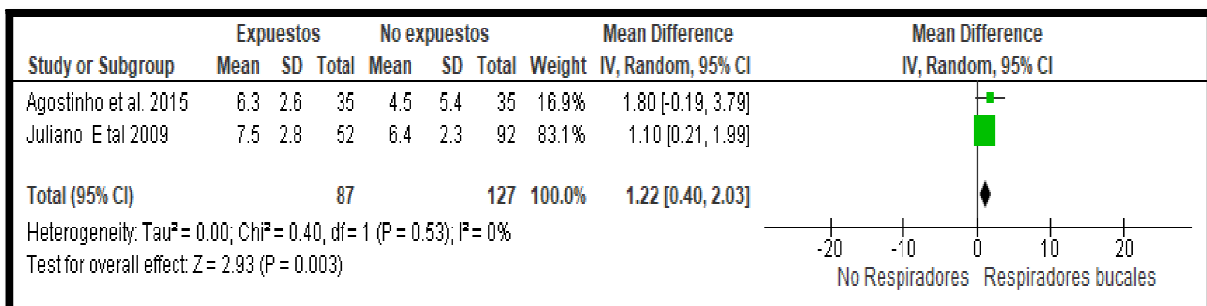 Expuestos No expuestos Mean Difference Mean Difference
Study or Subgroup Mean SD Total Mean SD Total Weight IV, Random, 95% CI IV, Random, 95% CI
Agostinho et al. 2015 6.3 2.6 35 4.5 5.4 35 16.9% 1.80 [-0.19, 3.79]
Juliano E tal 2009 7.5 2.8 52 6.4 2.3 92 83.1% 1.10 [0.21, 1.99]
Total (95% CI) 87 127 100.0% 1.22 [0.40, 2.03]
Heterogeneity: Tau² = 0.00; Chi² = 0.40, df = 1 (P = 0.53); I² = 0%
Test for overall effect: Z = 2.93 (P = 0.003)
-20 -10 0 10 20
No Respiradores Respiradores bucales